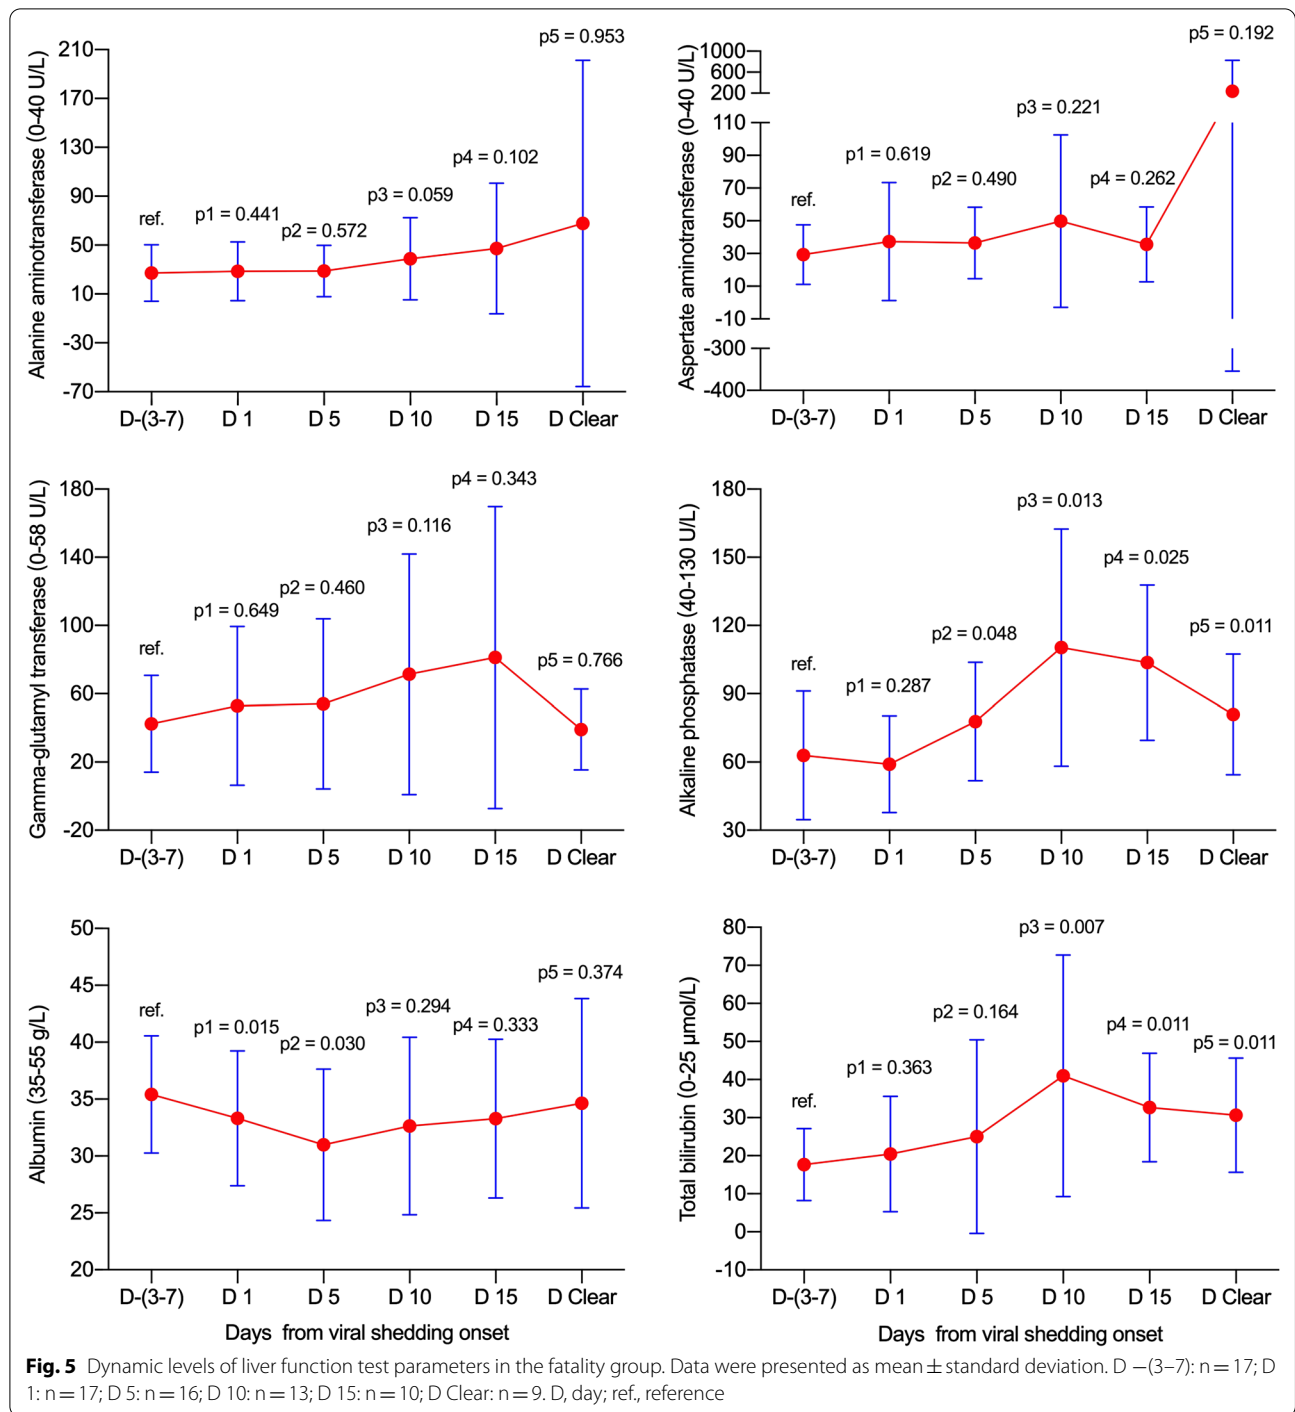 Alanine aminotransferase (0-40 U/L)
210
170
130
90
50
10
-30
-70
ref.
p1 = 0.441
p2 = 0.572
p3 = 0.059
p4 = 0.102
p5 = 0.953
D-(3-7) D 1 D 5 D 10 D 15 D Clear
Aspertate aminotransferase (0-40 U/L)
1000
600
200
110
90
70
50
30
10
-10
-300
-400
ref.
p1 = 0.619
p2 = 0.490
p3 = 0.221
p4 = 0.262
p5 = 0.192
D-(3-7) D 1 D 5 D 10 D 15 D Clear
Gamma-glutamyl transferase (0-58 U/L)
180
140
100
60
20
-20
ref.
p1 = 0.649
p2 = 0.460
p3 = 0.116
p4 = 0.343
p5 = 0.766
D-(3-7) D 1 D 5 D 10 D 15 D Clear
Alkaline phosphatase (40-130 U/L)
180
150
120
90
60
30
ref.
p1 = 0.287
p2 = 0.048
p3 = 0.013
p4 = 0.025
p5 = 0.011
D-(3-7) D 1 D 5 D 10 D 15 D Clear
Albumin (35-55 g/L)
50
45
40
35
30
25
20
ref.
p1 = 0.015
p2 = 0.030
p3 = 0.294
p4 = 0.333
p5 = 0.374
D-(3-7) D 1 D 5 D 10 D 15 D Clear
Days from viral shedding onset
Total bilirubin (0-25 μmol/L)
80
70
60
50
40
30
20
10
0
-10
ref.
p1 = 0.363
p2 = 0.164
p3 = 0.007
p4 = 0.011
p5 = 0.011
D-(3-7) D 1 D 5 D 10 D 15 D Clear
Days from viral shedding onset
Fig. 5 Dynamic levels of liver function test parameters in the fatality group. Data were presented as mean ± standard deviation. D −(3–7): n = 17; D
1: n = 17; D 5: n = 16; D 10: n = 13; D 15: n = 10; D Clear: n = 9. D, day; ref., reference